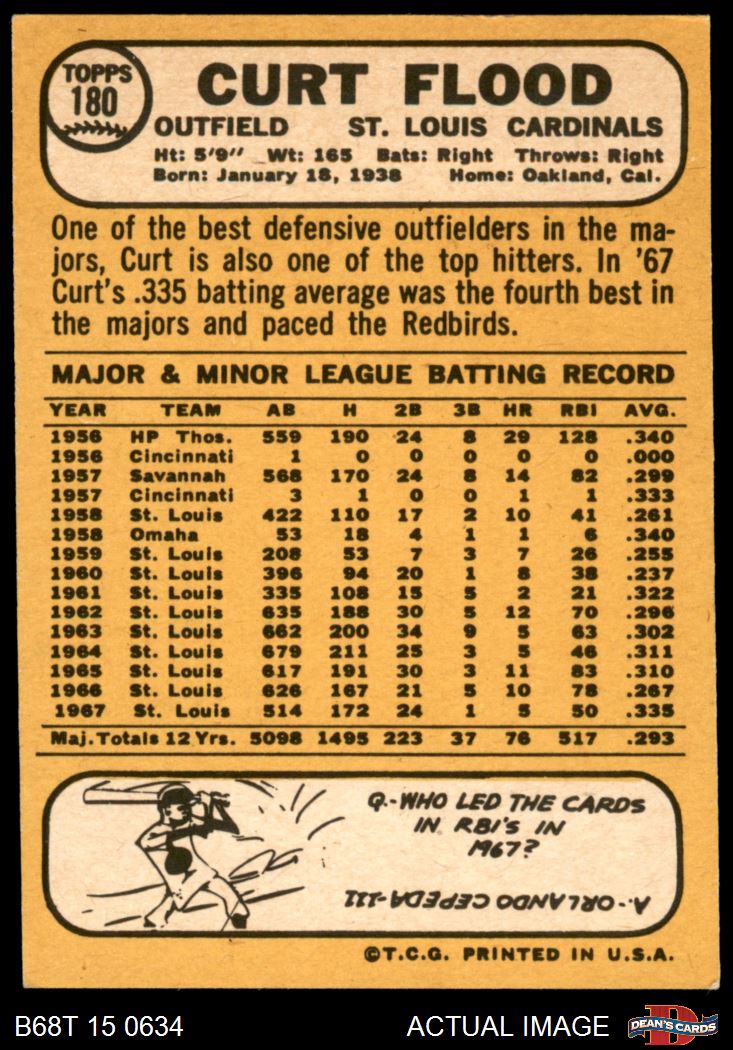 TOPPS
180
CURT FLOOD
OUTFIELD ST. LOUIS CARDINALS
Ht: 5'9" Wt: 165 Bats: Right Throws: Right
Born: January 18, 1938 Home: Oakland, Cal.
One of the best defensive outfielders in the ma-
jors, Curt is also one of the top hitters. In '67
Curt's .335 batting average was the fourth best in
the majors and paced the Redbirds.
MAJOR & MINOR LEAGUE BATTING RECORD
YEAR TEAM AB H 2B 3B HR RBI AVG.
1956 HP Thos. 559 190 24 8 29 128 .340
1956 Cincinnati 1 0 0 0 0 0 .000
1957 Savannah 568 170 24 8 14 82 .299
1957 Cincinnati 3 1 0 0 1 1 .333
1958 St. Louis 422 110 17 2 10 41 .261
1958 Omaha 53 18 4 1 1 6 .340
1959 St. Louis 208 53 7 3 7 26 .255
1960 St. Louis 396 94 20 1 8 38 .237
1961 St. Louis 335 108 15 5 2 21 .322
1962 St. Louis 635 188 30 5 12 70 .296
1963 St. Louis 662 200 34 9 5 63 .302
1964 St. Louis 679 211 25 3 5 46 .311
1965 St. Louis 617 191 30 3 11 83 .310
1966 St. Louis 626 167 21 5 10 78 .267
1967 St. Louis 514 172 24 1 5 50 .335
Maj. Totals 12 Yrs. 5098 1495 223 37 76 517 .293
Q.-WHO LED THE CARDS
IN RBI'S IN
1967?
A.-ORLANDO CEPEDA-111
©T.C.G. PRINTED IN U.S.A.
B68T 15 0634 ACTUAL IMAGE
D
DEAN'S CARDS